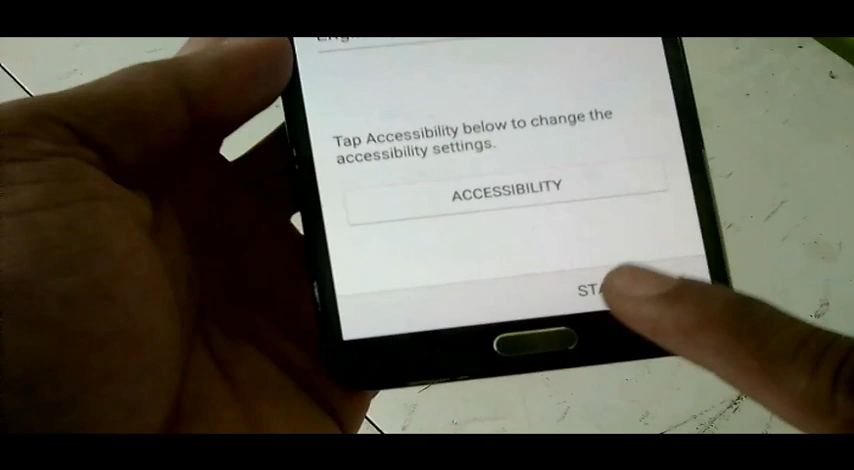 Tap Accessibility below to change the
accessibility settings.
ACCESSIBILITY